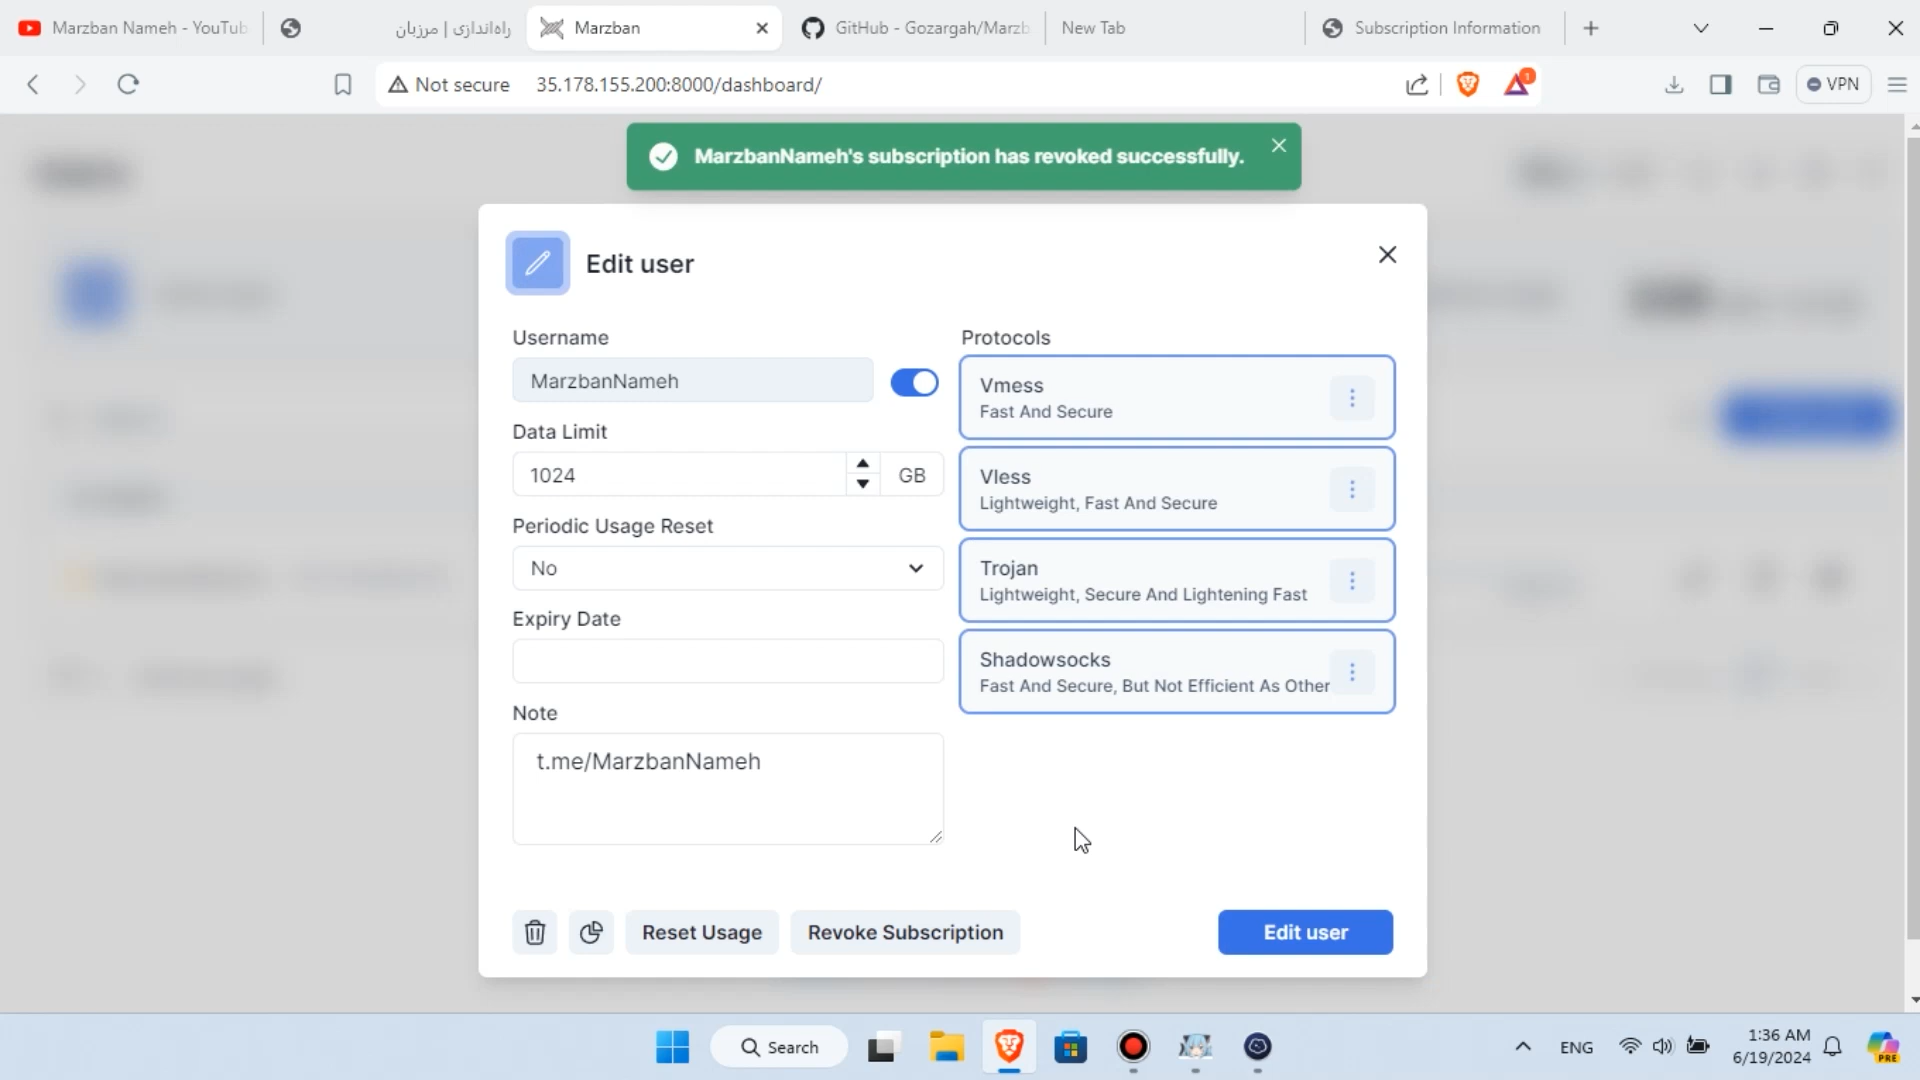 Marzban Nameh - YouTub
راه‌اندازی | مرزبان
Marzban
GitHub - Gozargah/Marzb
New Tab
Subscription Information
Not secure
35.178.155.200:8000/dashboard/
1
VPN
MarzbanNameh's subscription has revoked successfully.
Edit user
Username
MarzbanNameh
Data Limit
1024
GB
Periodic Usage Reset
No
Expiry Date
Note
t.me/MarzbanNameh
Protocols
Vmess
Fast And Secure
Vless
Lightweight, Fast And Secure
Trojan
Lightweight, Secure And Lightening Fast
Shadowsocks
Fast And Secure, But Not Efficient As Other
Reset Usage
Revoke Subscription
Edit user
Search
ENG
1:36 AM
6/19/2024
PRE